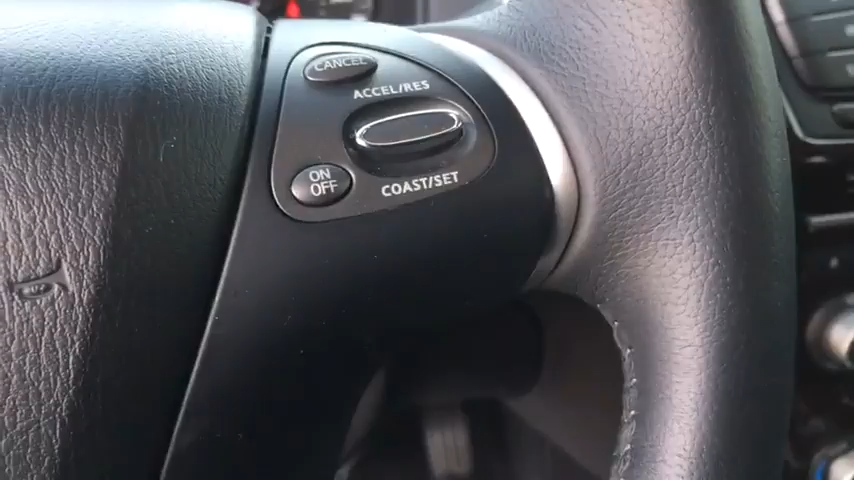 CANCEL
ACCEL/RES
ON
OFF
COAST/SET